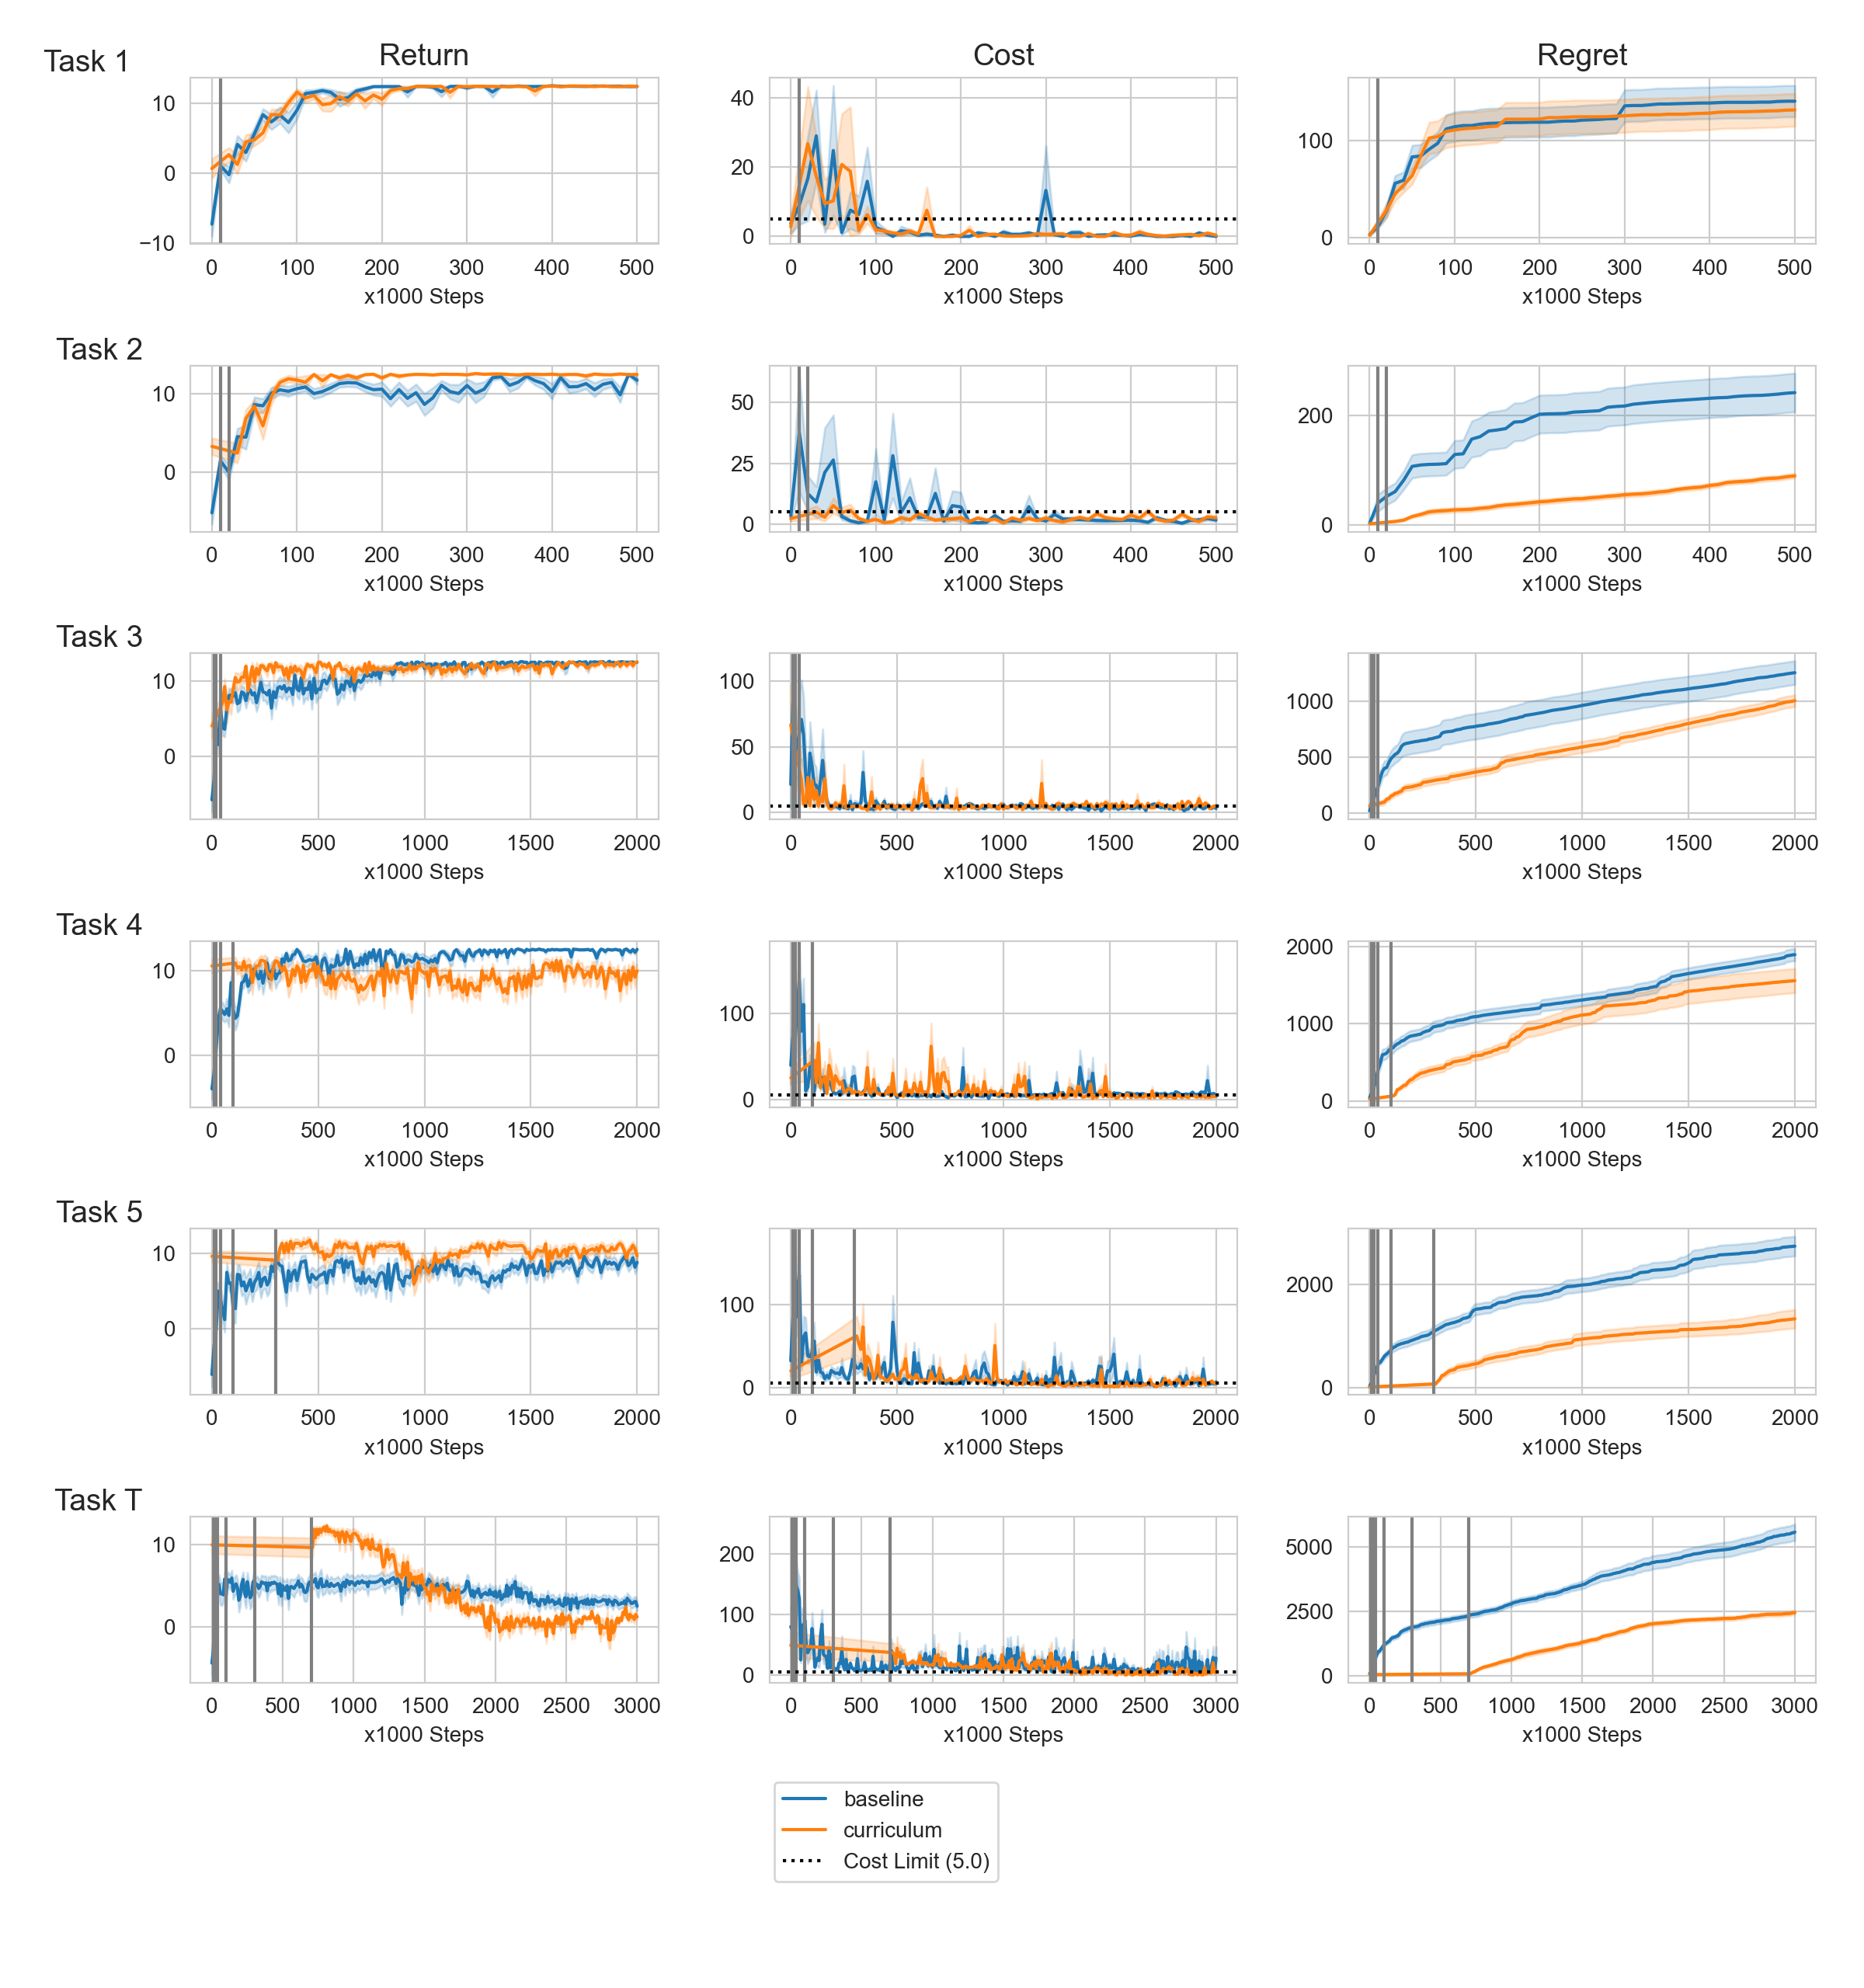 Task 1
Return
Cost
Regret
10
0
−10
0 100 200 300 400 500
x1000 Steps
40
20
0
0 100 200 300 400 500
x1000 Steps
100
0
0 100 200 300 400 500
x1000 Steps
Task 2
10
0
0 100 200 300 400 500
x1000 Steps
50
25
0
0 100 200 300 400 500
x1000 Steps
200
0
0 100 200 300 400 500
x1000 Steps
Task 3
10
0
0 500 1000 1500 2000
x1000 Steps
100
50
0
0 500 1000 1500 2000
x1000 Steps
1000
500
0
0 500 1000 1500 2000
x1000 Steps
Task 4
10
0
0 500 1000 1500 2000
x1000 Steps
100
0
0 500 1000 1500 2000
x1000 Steps
2000
1000
0
0 500 1000 1500 2000
x1000 Steps
Task 5
10
0
0 500 1000 1500 2000
x1000 Steps
100
0
0 500 1000 1500 2000
x1000 Steps
2000
0
0 500 1000 1500 2000
x1000 Steps
Task T
10
0
0 500 1000 1500 2000 2500 3000
x1000 Steps
200
100
0
0 500 1000 1500 2000 2500 3000
x1000 Steps
5000
2500
0
0 500 1000 1500 2000 2500 3000
x1000 Steps
baseline
curriculum
Cost Limit (5.0)